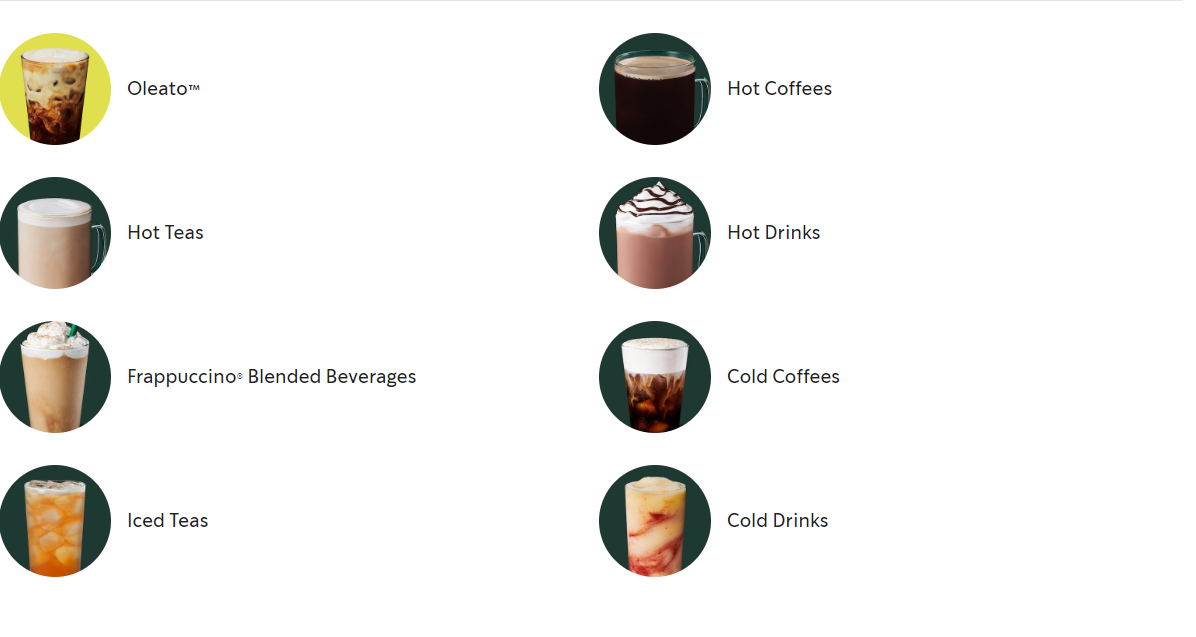 Oleato™
Hot Coffees
Hot Teas
Hot Drinks
Frappuccino® Blended Beverages
Cold Coffees
Iced Teas
Cold Drinks